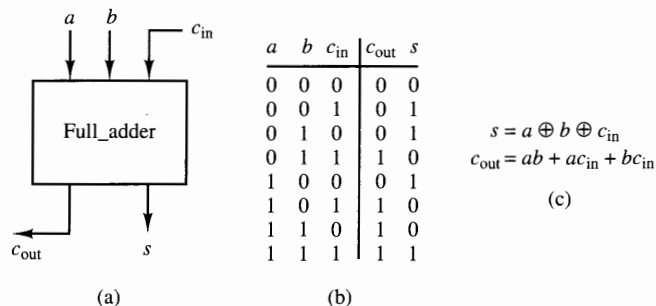 a b
c_in
Full_adder
c_out s
(a)
a b c_in c_out s
0 0 0 0 0
0 0 1 0 1
0 1 0 0 1
0 1 1 1 0
1 0 0 0 1
1 0 1 1 0
1 1 0 1 0
1 1 1 1 1
(b)
s = a ⊕ b ⊕ c_in
c_out = ab + ac_in + bc_in
(c)